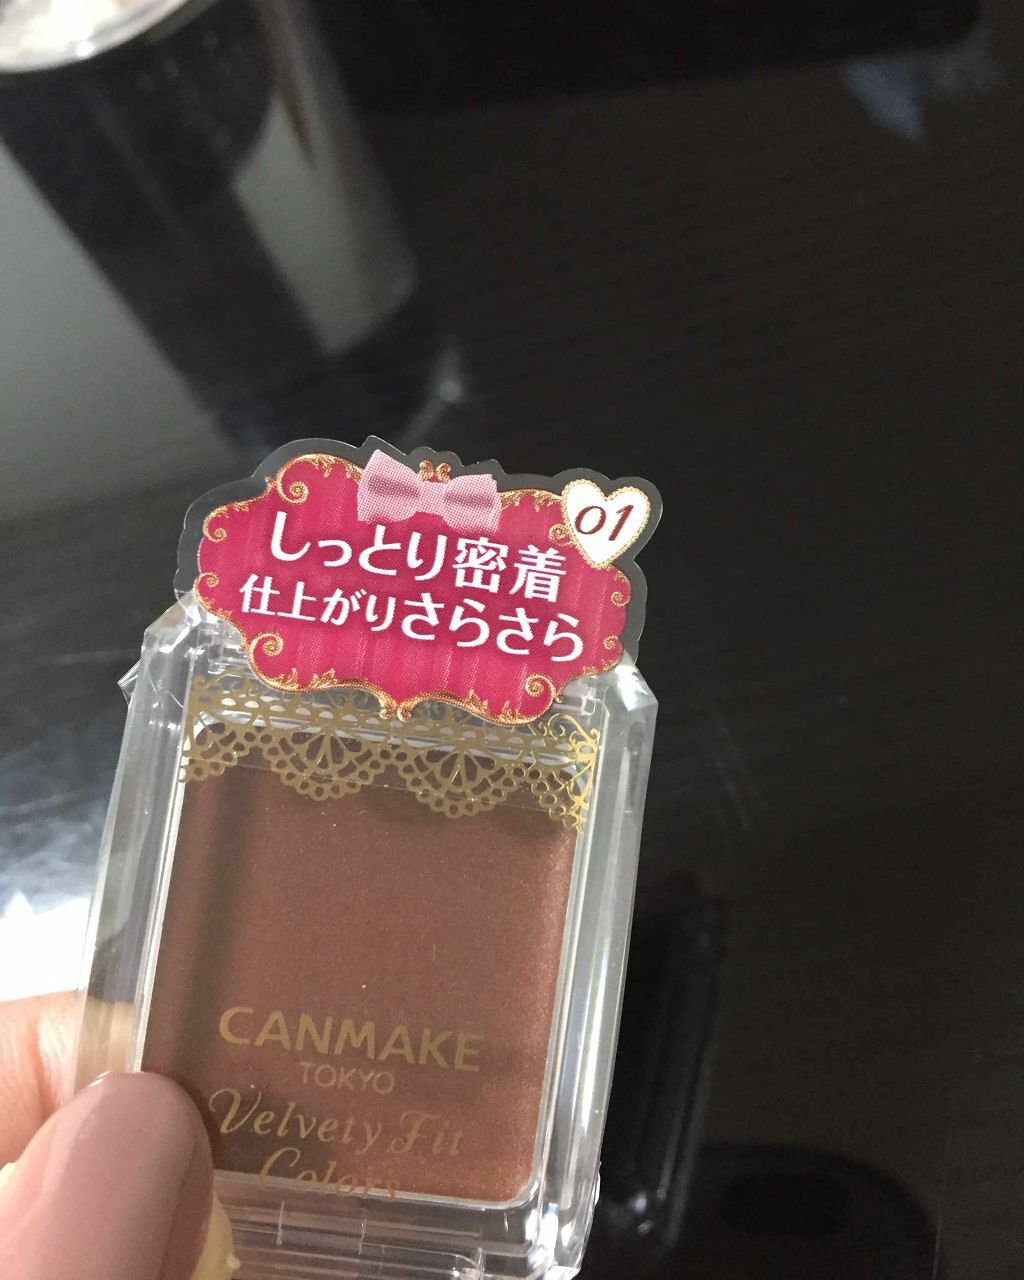 01
しっとり密着
仕上がりさらさら
CANMAKE
TOKYO
Velvety Fit
Colors